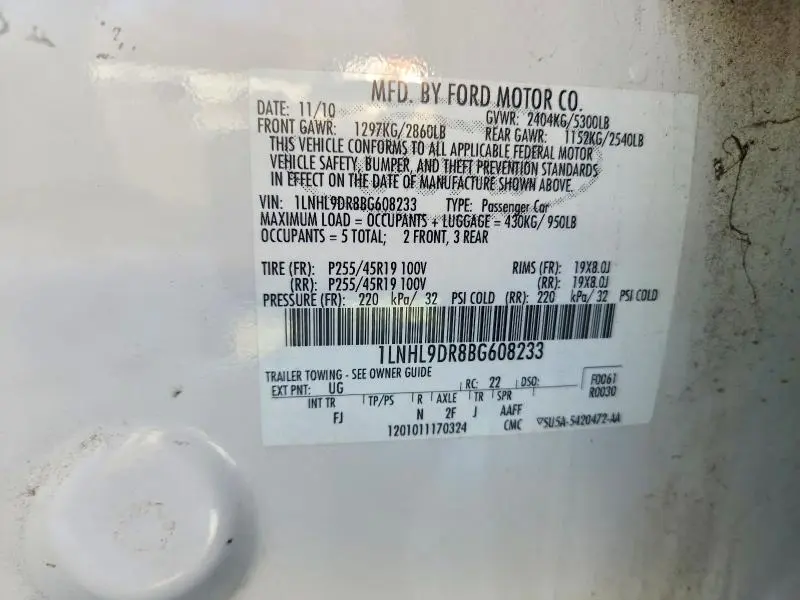 MFD. BY FORD MOTOR CO.
DATE: 11/10 GVWR: 2404KG/5300LB
FRONT GAWR: 1297KG/2860LB REAR GAWR: 1152KG/2540LB
THIS VEHICLE CONFORMS TO ALL APPLICABLE FEDERAL MOTOR
VEHICLE SAFETY, BUMPER, AND THEFT PREVENTION STANDARDS
IN EFFECT ON THE DATE OF MANUFACTURE SHOWN ABOVE.
VIN: 1LNHL9DR8BG608233 TYPE: Passenger Car
MAXIMUM LOAD = OCCUPANTS + LUGGAGE = 430KG/ 950LB
OCCUPANTS = 5 TOTAL; 2 FRONT, 3 REAR
TIRE (FR): P255/45R19 100V RIMS (FR): 19X8.0J
(RR): P255/45R19 100V (RR): 19X8.0J
PRESSURE (FR): 220 kPa/ 32 PSI COLD (RR): 220 kPa/ 32 PSI COLD
1LNHL9DR8BG608233
TRAILER TOWING - SEE OWNER GUIDE
EXT PNT: UG RC: 22 DSO: F0061
INT TR TP/PS R AXLE TR SPR R0030
FJ N 2F J AAFF
1201011170324 CMC 5U5A-5420472-AA